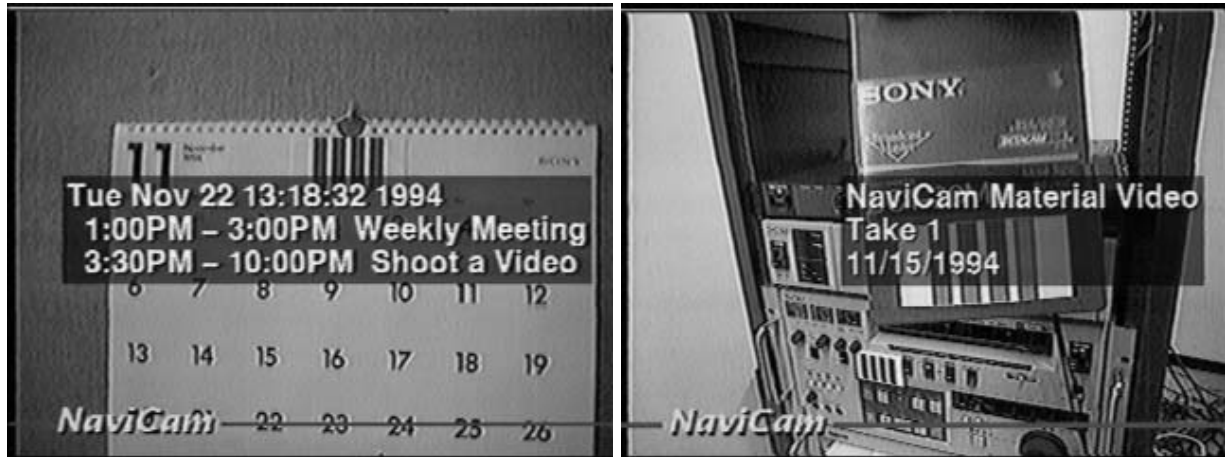 11
SONY
Tue Nov 22 13:18:32 1994
1:00PM – 3:00PM Weekly Meeting
3:30PM – 10:00PM Shoot a Video
6 7 8 9 10 11 12
13 14 15 16 17 18 19
21 22 23 24 25 26
NaviCam
SONY
NaviCam Material Video
Take 1
11/15/1994
NaviCam